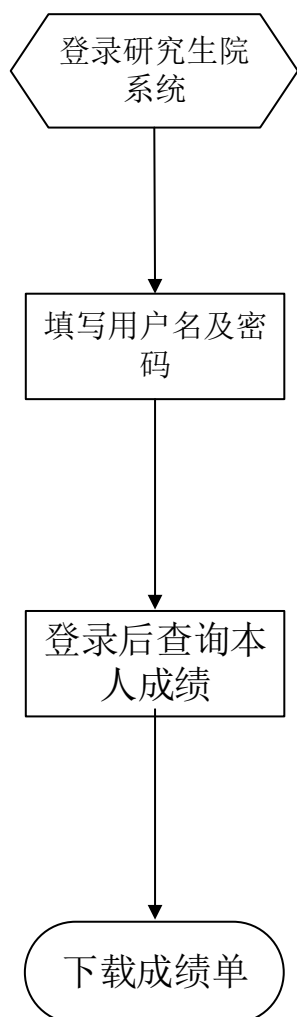 登录研究生院
系统
填写用户名及密
码
登录后查询本
人成绩
下载成绩单